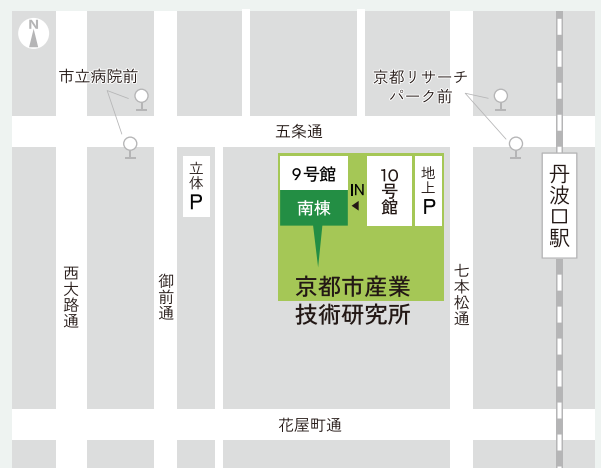 N
市立病院前
京都リサーチ
パーク前
五条通
立体
P
9号館
南棟
IN
10
号
館
地上
P
丹波口駅
京都市産業
技術研究所
西大路通
御前通
七本松通
花屋町通